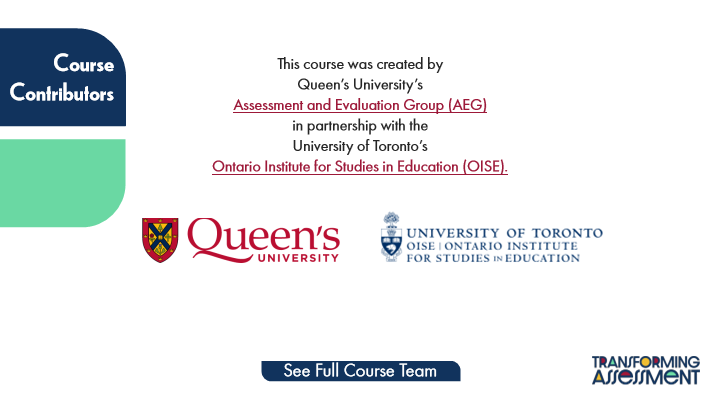 Course
Contributors
This course was created by
Queen's University's
Assessment and Evaluation Group (AEG)
in partnership with the
University of Toronto's
Ontario Institute for Studies in Education (OISE).
Queen's
UNIVERSITY
UNIVERSITY OF TORONTO
OISE | ONTARIO INSTITUTE
FOR STUDIES IN EDUCATION
See Full Course Team
TRANSFORMING
ASSESSMENT